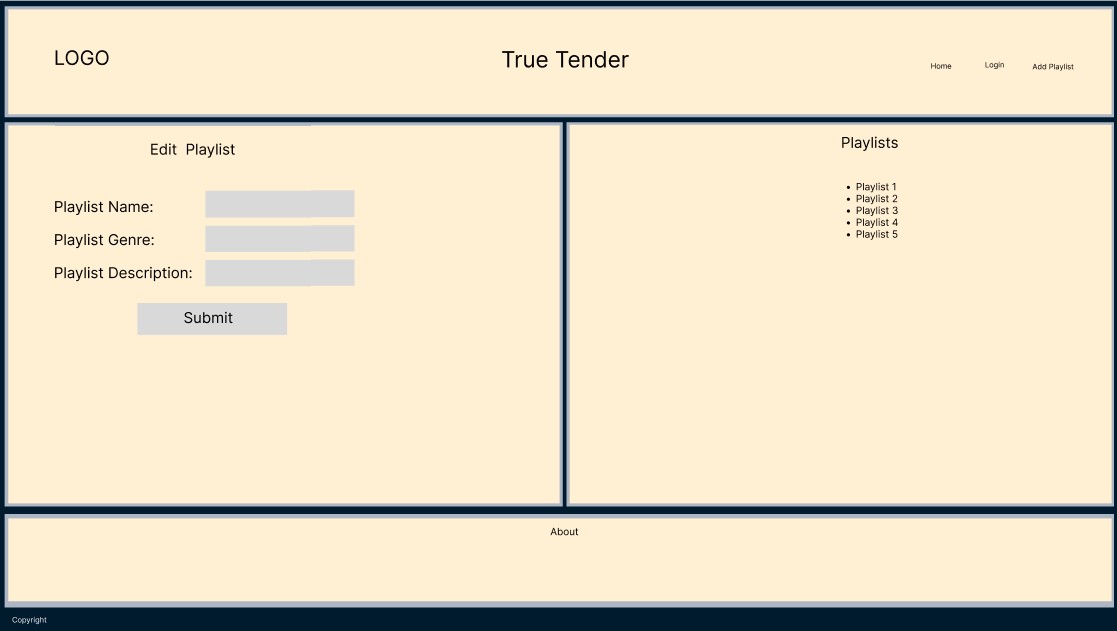 LOGO
True Tender
Home
Login
Add Playlist
Edit Playlist
Playlist Name:
Playlist Genre:
Playlist Description:
Submit
Playlists
• Playlist 1
• Playlist 2
• Playlist 3
• Playlist 4
• Playlist 5
About
Copyright